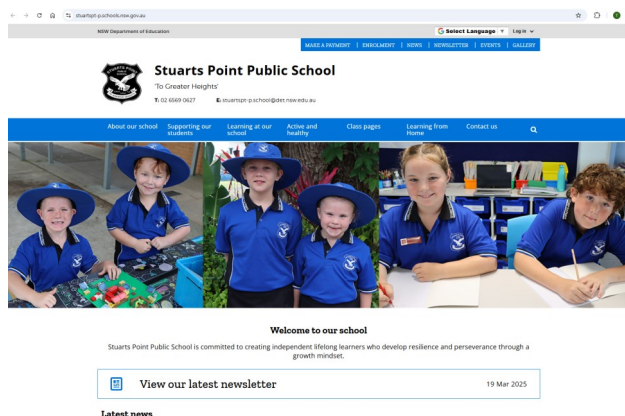 stuartspt-p.schools.nsw.gov.au
NSW Department of Education
Select Language
Log in
MAKE A PAYMENT | ENROLMENT | NEWS | NEWSLETTER | EVENTS | GALLERY
STUARTS POINT
Stuarts Point Public School
'To Greater Heights'
T: 02 6569 0627 E: stuartspt-p.school@det.nsw.edu.au
About our school
Supporting our students
Learning at our school
Active and healthy
Class pages
Learning from Home
Contact us
Welcome to our school
Stuarts Point Public School is committed to creating independent lifelong learners who develop resilience and perseverance through a
growth mindset.
View our latest newsletter
19 Mar 2025
Latest news